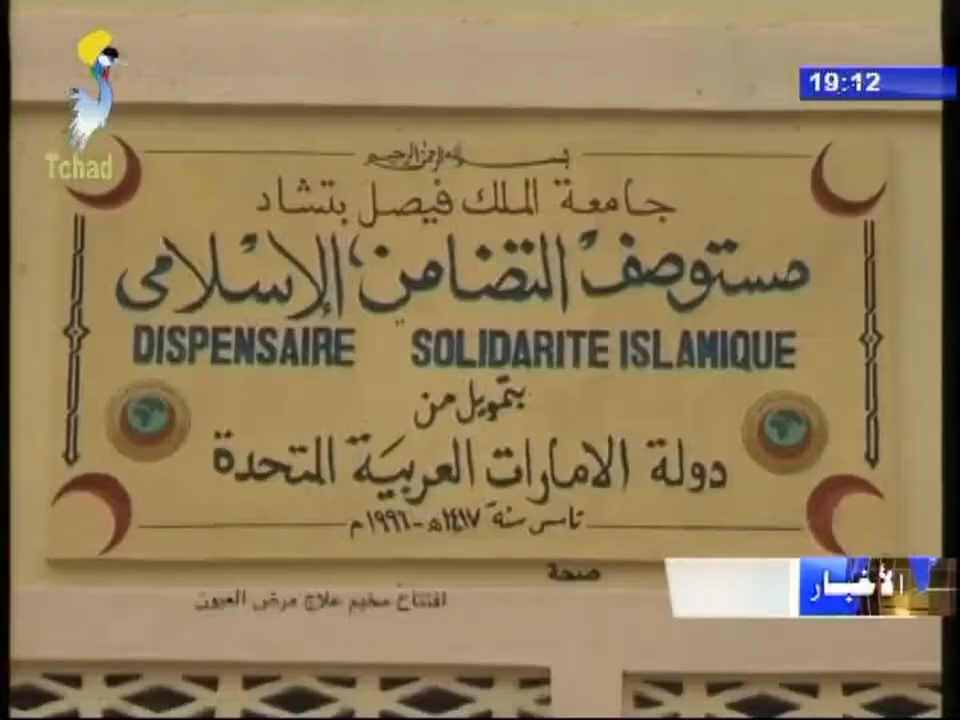 Tchad
19:12
بسم الله الرحمن الرحيم
جامعة الملك فيصل بتشاد
مستوصف التضامن الإسلامي
DISPENSAIRE SOLIDARITE ISLAMIQUE
بتمويل من
دولة الامارات العربية المتحدة
تاسس سنة ١٤١٧هـ - ١٩٩٦م
صحة
افتتاح مخيم علاج مرض العيون
الأخبار